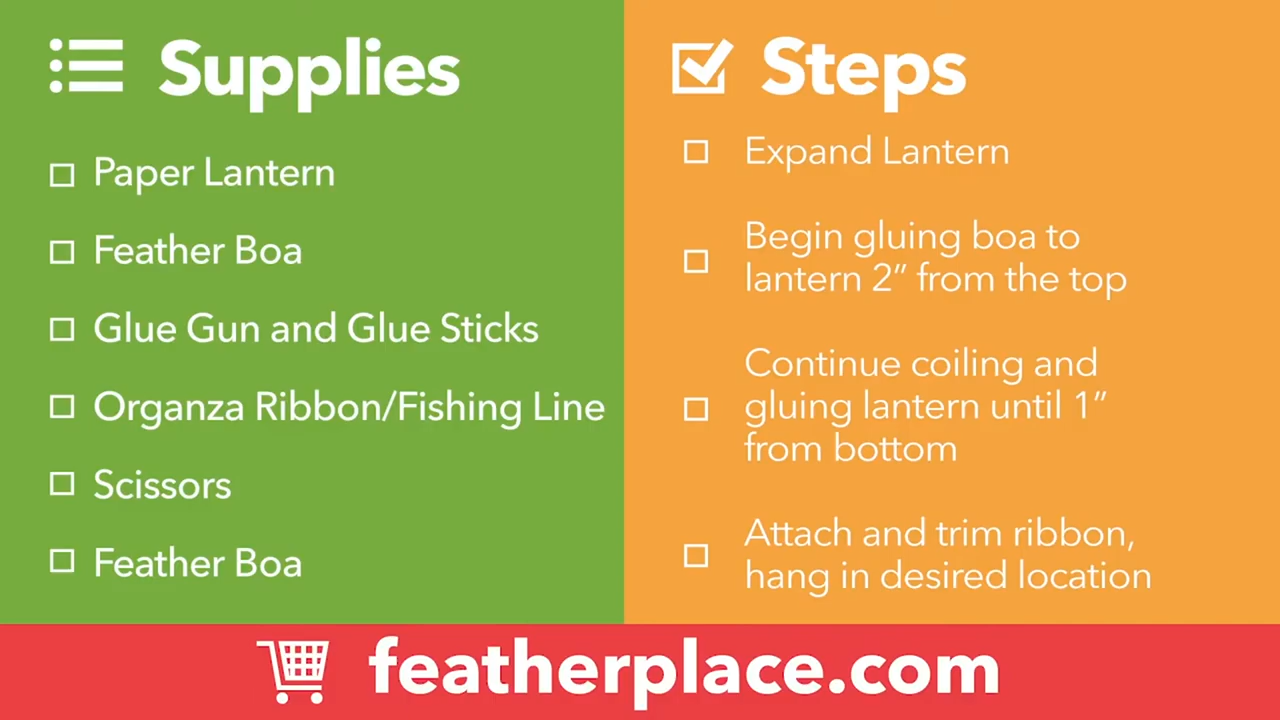 Supplies
Paper Lantern
Feather Boa
Glue Gun and Glue Sticks
Organza Ribbon/Fishing Line
Scissors
Feather Boa
Steps
Expand Lantern
Begin gluing boa to
lantern 2” from the top
Continue coiling and
gluing lantern until 1”
from bottom
Attach and trim ribbon,
hang in desired location
featherplace.com